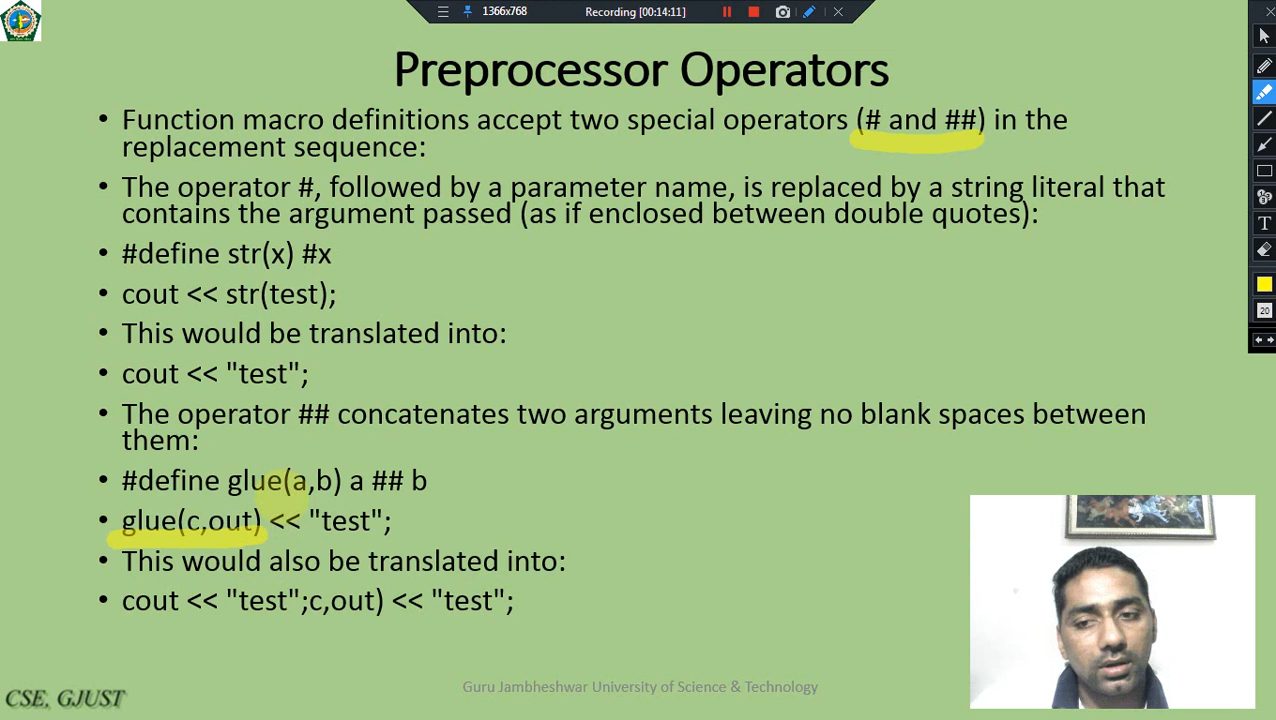 1366x768 Recording [00:14:11]
Preprocessor Operators
• Function macro definitions accept two special operators (# and ##) in the
replacement sequence:
• The operator #, followed by a parameter name, is replaced by a string literal that
contains the argument passed (as if enclosed between double quotes):
• #define str(x) #x
• cout << str(test);
• This would be translated into:
• cout << "test";
• The operator ## concatenates two arguments leaving no blank spaces between
them:
• #define glue(a,b) a ## b
• glue(c,out) << "test";
• This would also be translated into:
• cout << "test";c,out) << "test";
T
20
Guru Jambheshwar University of Science & Technology
CSE, GJUST